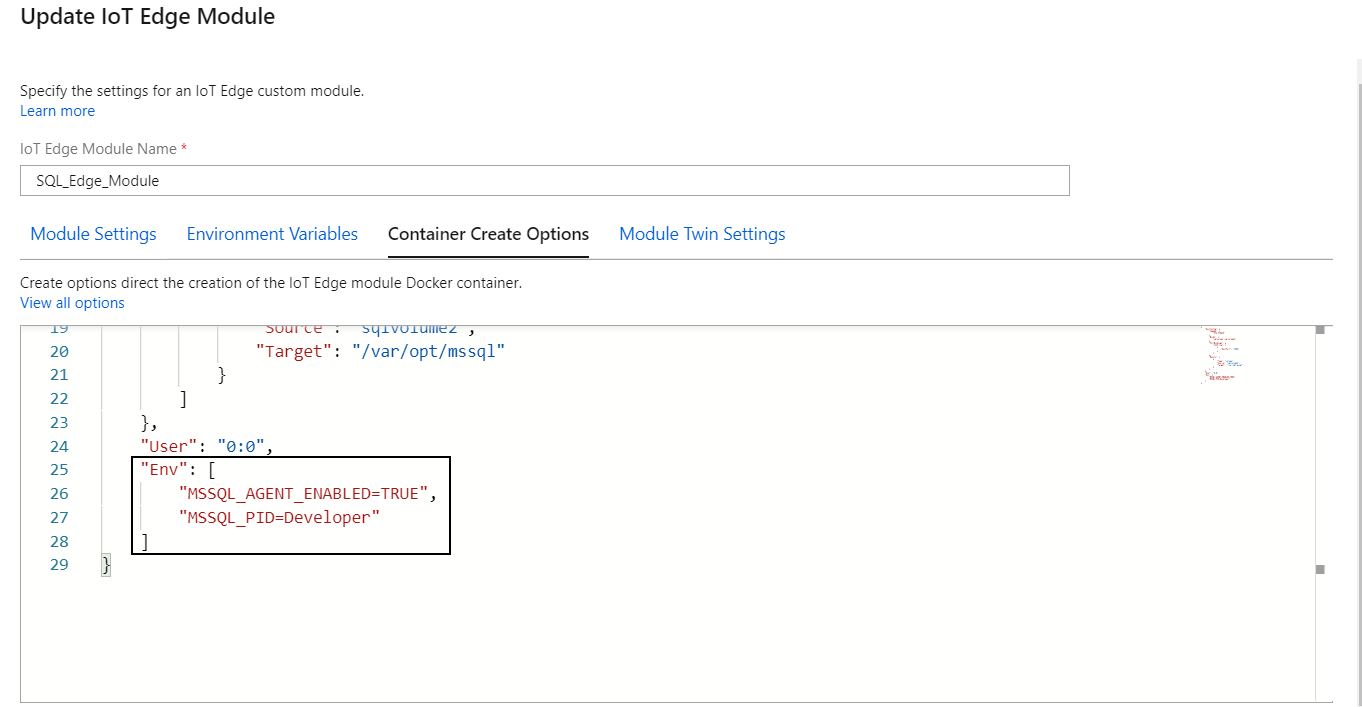 Update IoT Edge Module
Specify the settings for an IoT Edge custom module.
Learn more
IoT Edge Module Name *
SQL_Edge_Module
Module Settings Environment Variables Container Create Options Module Twin Settings
Create options direct the creation of the IoT Edge module Docker container.
View all options
19 "Source": "sqlvolume2",
20 "Target": "/var/opt/mssql"
21 }
22 ]
23 },
24 "User": "0:0",
25 "Env": [
26 "MSSQL_AGENT_ENABLED=TRUE",
27 "MSSQL_PID=Developer"
28 ]
29 }